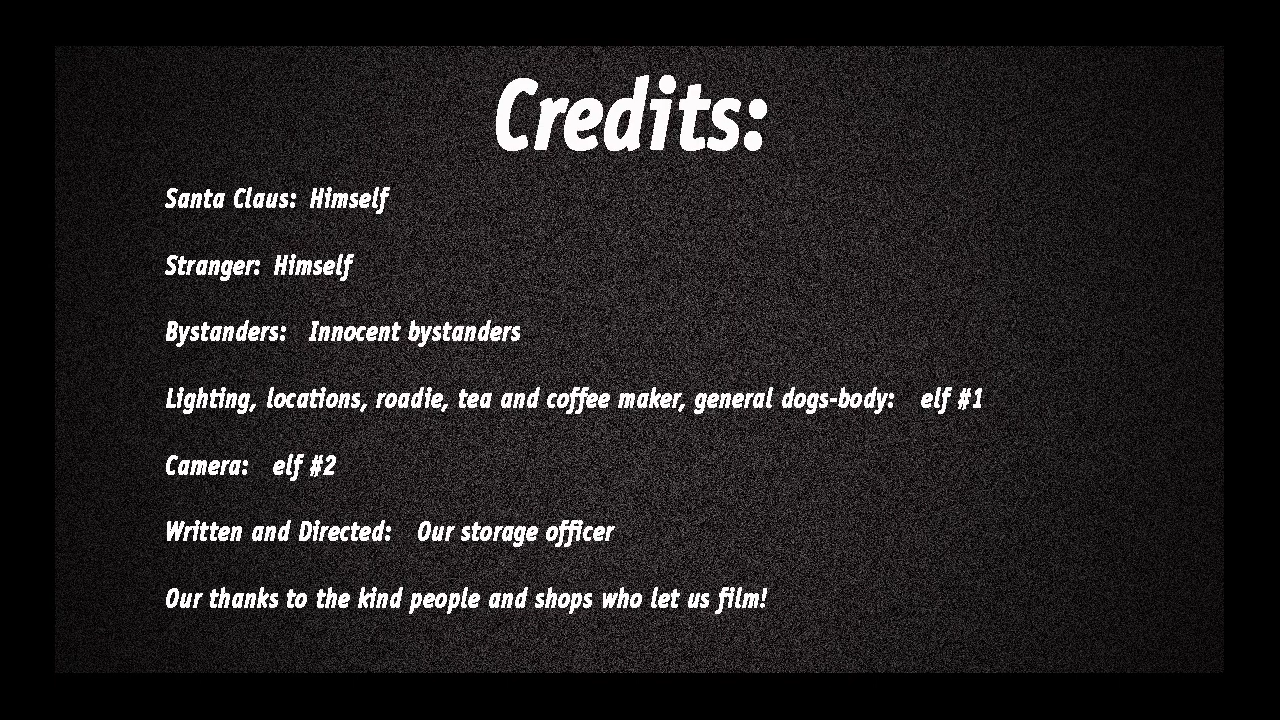 Credits:
Santa Claus: Himself
Stranger: Himself
Bystanders: Innocent bystanders
Lighting, locations, roadie, tea and coffee maker, general dogs-body: elf #1
Camera: elf #2
Written and Directed: Our storage officer
Our thanks to the kind people and shops who let us film!